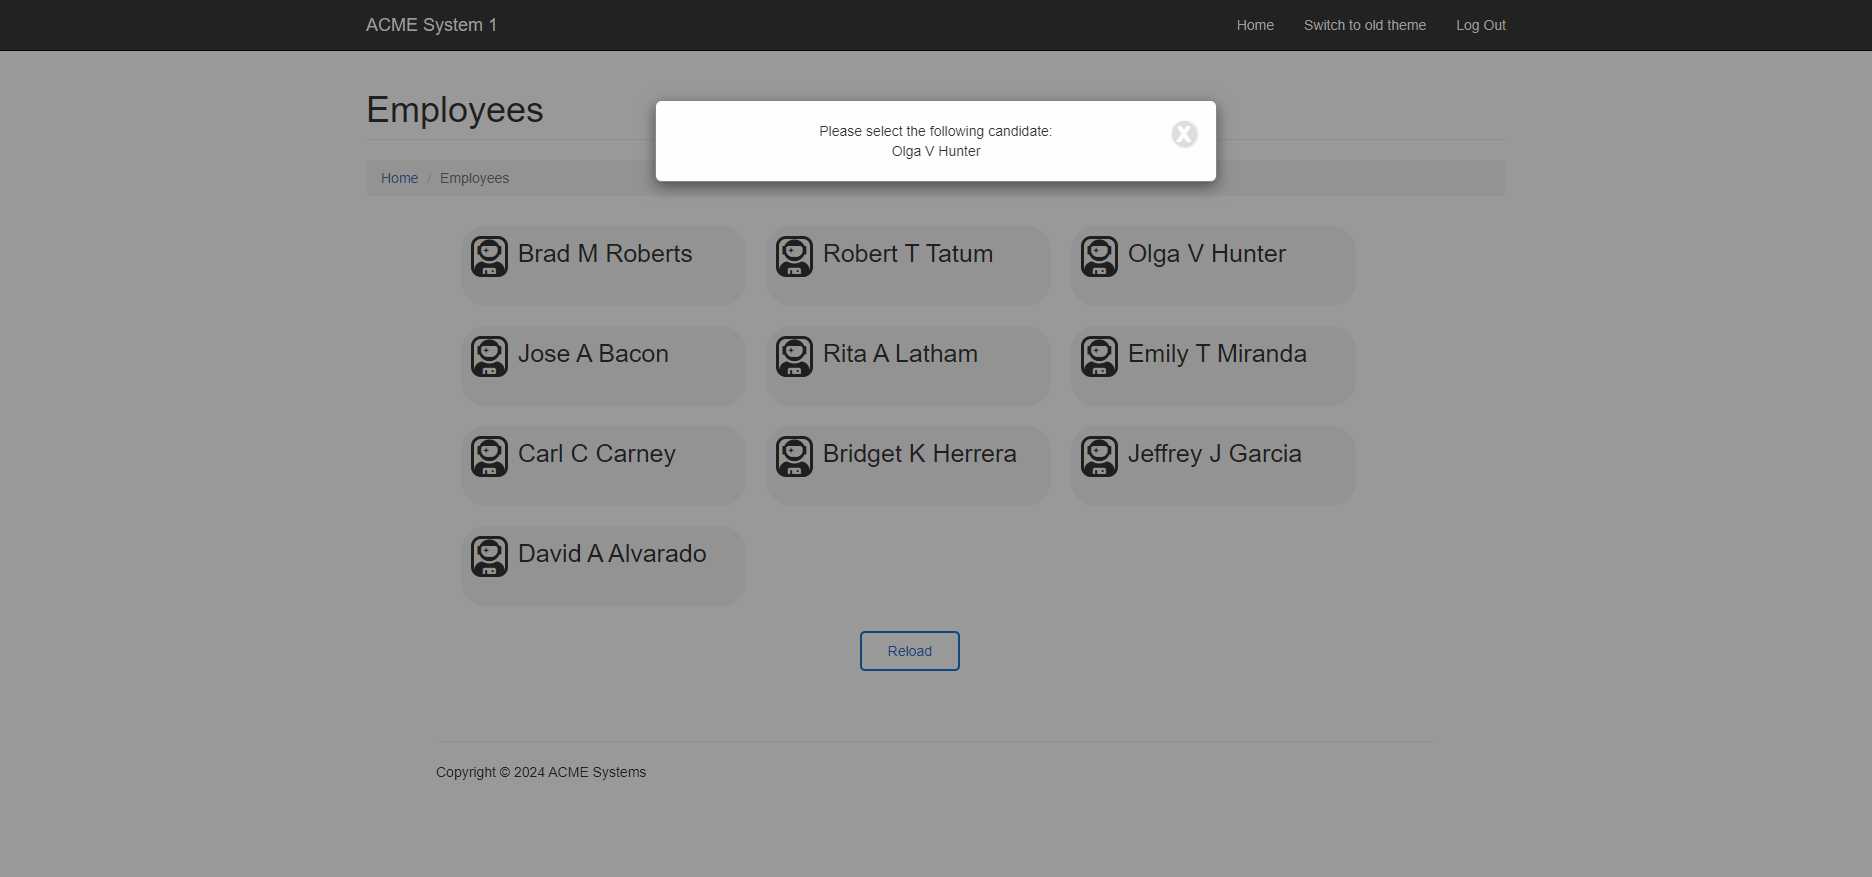 ACME System 1
Home
Switch to old theme
Log Out
Employees
Please select the following candidate:
Olga V Hunter
X
Home / Employees
Brad M Roberts
Robert T Tatum
Olga V Hunter
Jose A Bacon
Rita A Latham
Emily T Miranda
Carl C Carney
Bridget K Herrera
Jeffrey J Garcia
David A Alvarado
Reload
Copyright © 2024 ACME Systems